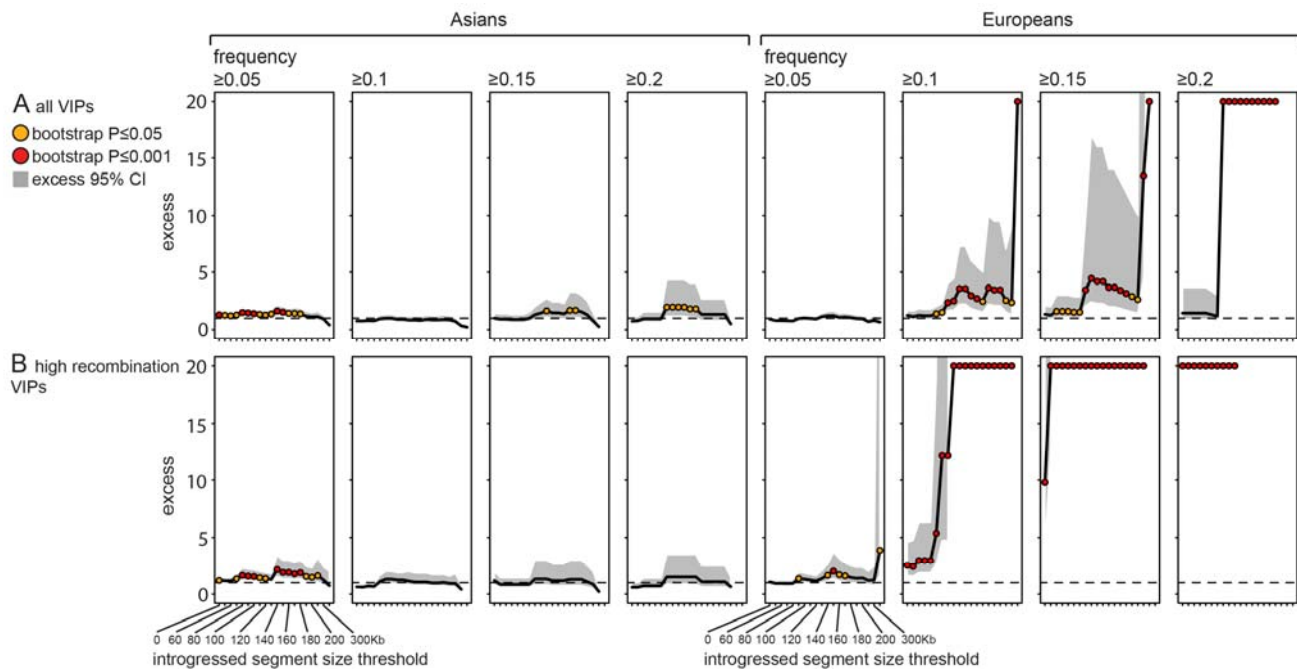 Asians
Europeans
frequency
frequency
≥0.05
≥0.1
≥0.15
≥0.2
≥0.05
≥0.1
≥0.15
≥0.2
A all VIPs
bootstrap P≤0.05
bootstrap P≤0.001
excess 95% CI
excess
20
15
10
5
0
B high recombination
VIPs
excess
20
15
10
5
0
0 60 80 100 120 140 160 180 200 300Kb
introgressed segment size threshold
0 60 80 100 120 140 160 180 200 300Kb
introgressed segment size threshold